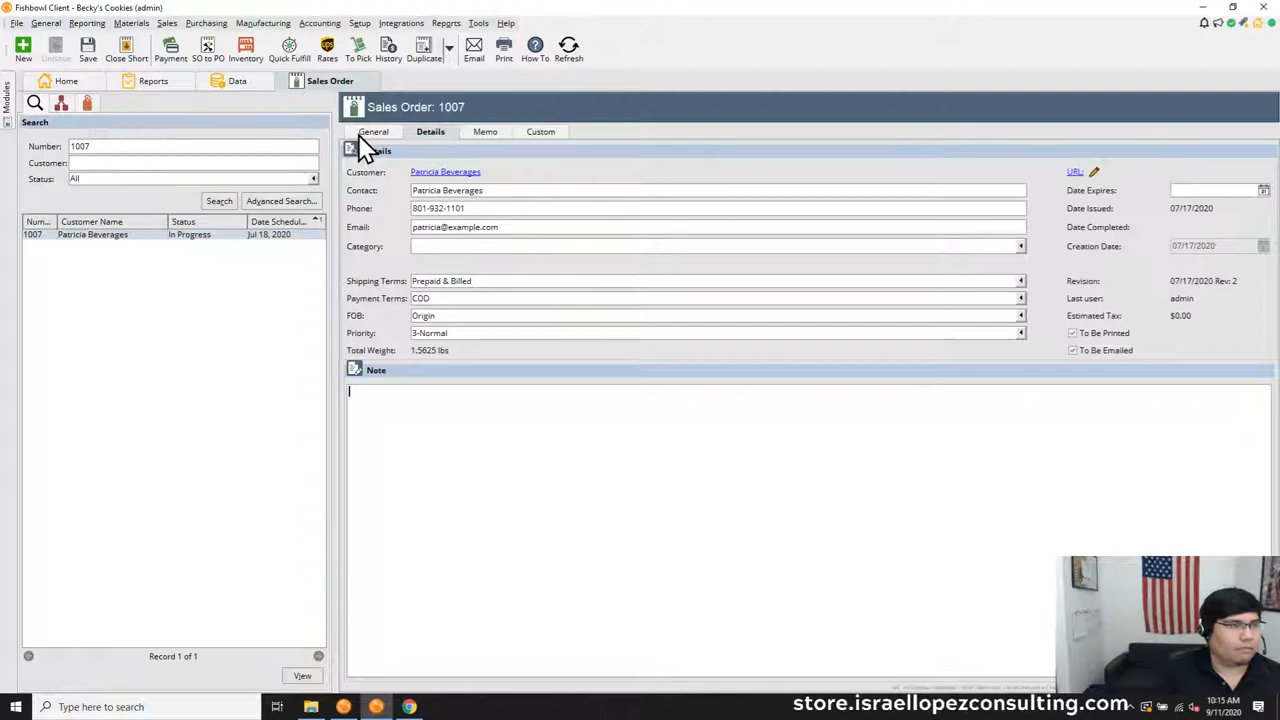 Fishbowl Client - Becky's Cookies (admin)
File General Reporting Materials Sales Purchasing Manufacturing Accounting Setup Integrations Reports Tools Help
New Unissue Save Close Short Payment SO to PO Inventory Quick Fulfill Rates To Pick History Duplicate Email Print How To Refresh
Modules
Home Reports Data Sales Order
Search
Number: 1007
Customer:
Status: All
Search Advanced Search...
Num... Customer Name Status Date Schedul... 1
1007 Patricia Beverages In Progress Jul 18, 2020
Record 1 of 1
View
Sales Order: 1007
General Details Memo Custom
Customer: Patricia Beverages URL:
Contact: Patricia Beverages Date Expires:
Phone: 801-932-1101 Date Issued: 07/17/2020
Email: patricia@example.com Date Completed:
Category: Creation Date: 07/17/2020
Shipping Terms: Prepaid & Billed Revision: 07/17/2020 Rev: 2
Payment Terms: COD Last user: admin
FOB: Origin Estimated Tax: $0.00
Priority: 3-Normal To Be Printed
Total Weight: 1.5625 lbs To Be Emailed
Note
store.israellopezconsulting.com
Type here to search
10:15 AM
9/11/2020